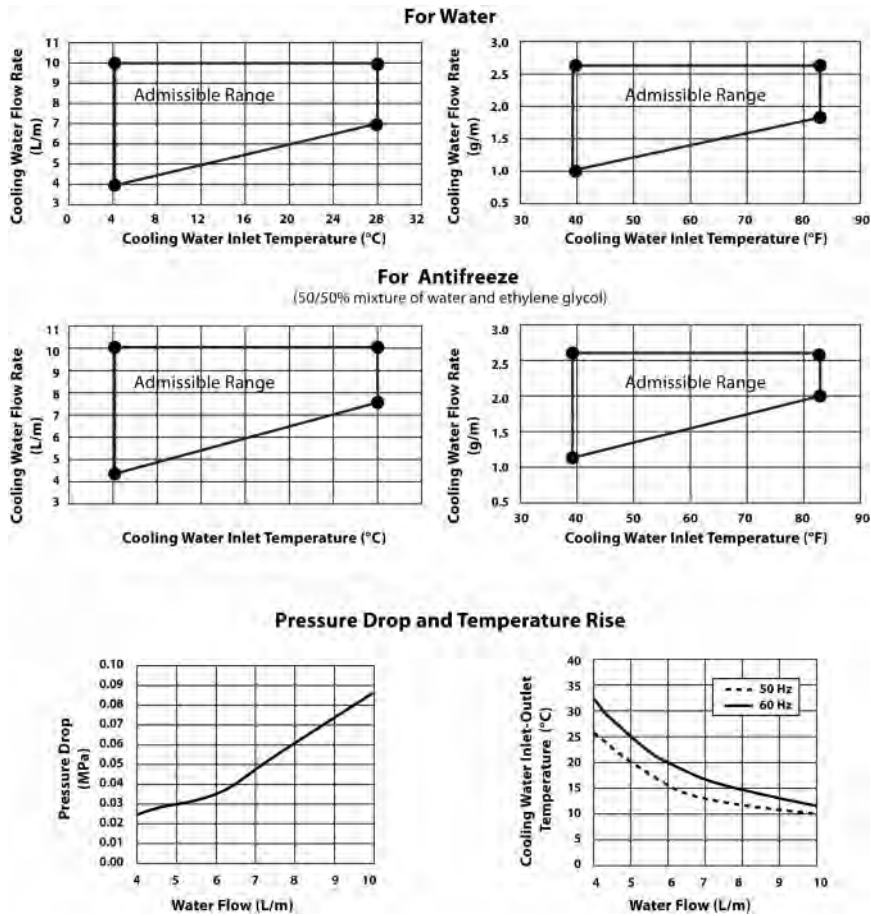 For Water
Cooling Water Flow Rate
(L/m)
11
10
9
8
7
6
5
4
3
Admissible Range
0 4 8 12 16 20 24 28 32
Cooling Water Inlet Temperature (°C)
Cooling Water Flow Rate
(g/m)
3.0
2.5
2.0
1.5
1.0
0.5
Admissible Range
30 40 50 60 70 80 90
Cooling Water Inlet Temperature (°F)
For Antifreeze
(50/50% mixture of water and ethylene glycol)
Cooling Water Flow Rate
(L/m)
11
10
9
8
7
6
5
4
3
Admissible Range
Cooling Water Inlet Temperature (°C)
Cooling Water Flow Rate
(g/m)
3.0
2.5
2.0
1.5
1.0
0.5
Admissible Range
30 40 50 60 70 80 90
Cooling Water Inlet Temperature (°F)
Pressure Drop and Temperature Rise
Pressure Drop
(MPa)
0.10
0.09
0.08
0.06
0.06
0.04
0.03
0.02
0.01
0.00
4 5 6 7 8 9 10
Water Flow (L/m)
Cooling Water Inlet-Outlet
Temperature (°C)
40
35
30
25
20
15
10
5
0
50 Hz
60 Hz
4 5 6 7 8 9 10
Water Flow (L/m)